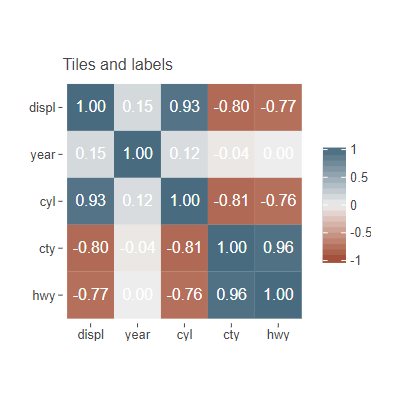 Tiles and labels
displ 1.00 0.15 0.93 -0.80 -0.77
year 0.15 1.00 0.12 -0.04 0.00
cyl 0.93 0.12 1.00 -0.81 -0.76
cty -0.80 -0.04 -0.81 1.00 0.96
hwy -0.77 0.00 -0.76 0.96 1.00
displ year cyl cty hwy
1
0.5
0
-0.5
-1